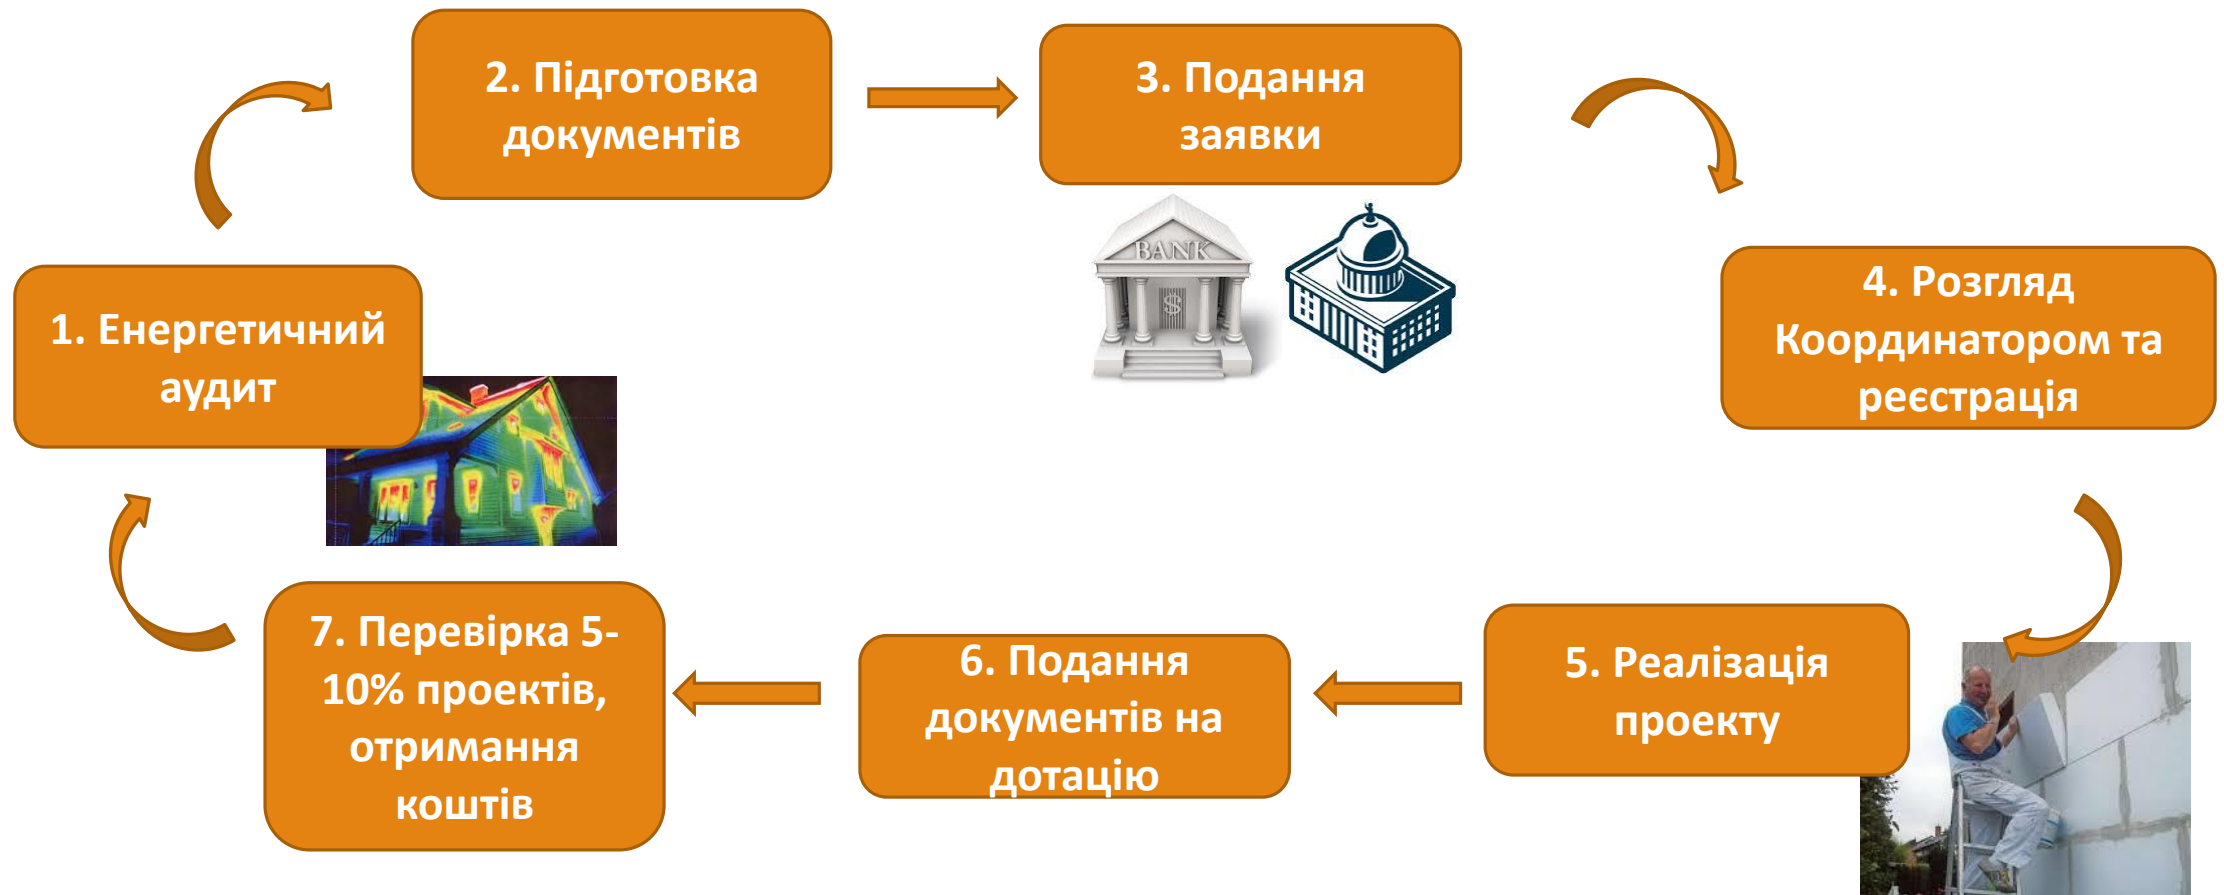 2. Підготовка
документів
3. Подання
заявки
BANK
$
1. Енергетичний
аудит
4. Розгляд
Координатором та
реєстрація
7. Перевірка 5-
10% проектів,
отримання
коштів
6. Подання
документів на
дотацію
5. Реалізація
проекту